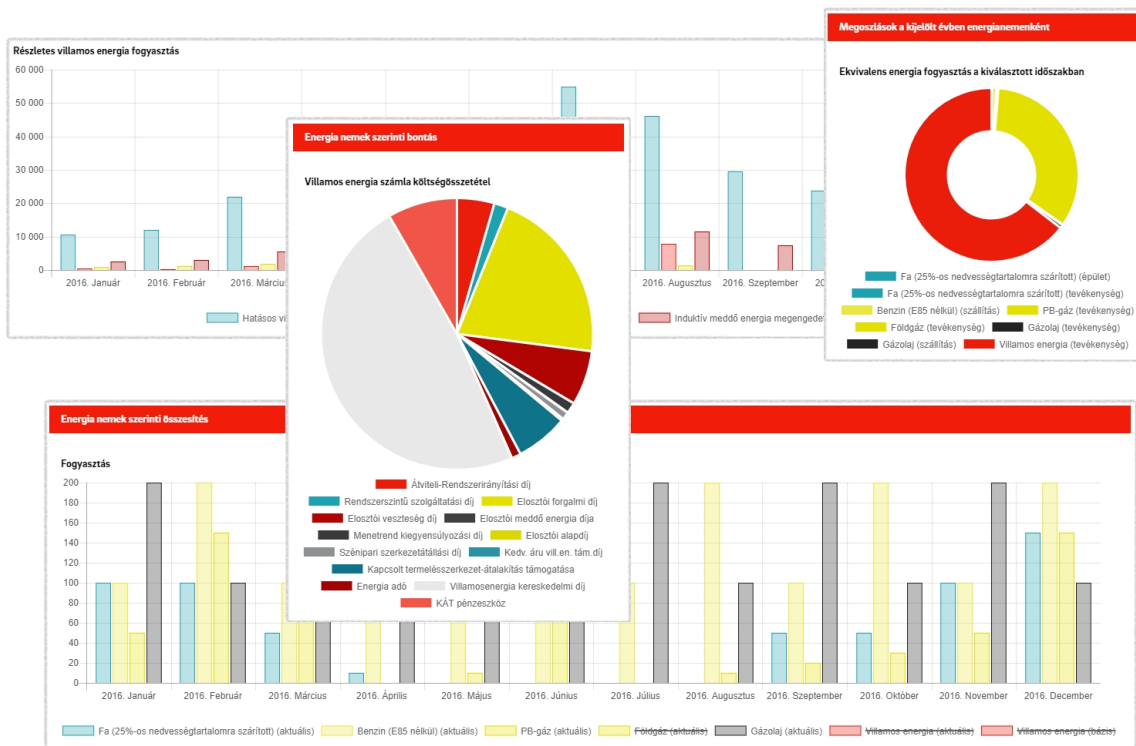 Részletes villamos energia fogyasztás
60 000
50 000
40 000
30 000
20 000
10 000
0
2016. Január
2016. Február
2016. Március
2016. Augusztus
2016. Szeptember
Induktív meddő energia megengedet
Megoszlások a kijelölt évben energianemenként
Ekvivalens energia fogyasztás a kiválasztott időszakban
Fa (25%-os nedvességtartalomra szárított) (épület)
Fa (25%-os nedvességtartalomra szárított) (tevékenység)
Benzin (E85 nélkül) (szállítás) PB-gáz (tevékenység)
Földgáz (tevékenység) Gázolaj (tevékenység)
Gázolaj (szállítás) Villamos energia (tevékenység)
Energia nemek szerinti bontás
Villamos energia számla költségösszetétel
Átviteli-Rendszerirányítási díj
Rendszerszintű szolgáltatási díj Elosztói forgalmi díj
Elosztói veszteség díj Elosztói meddő energia díja
Menetrend kiegyensúlyozási díj Elosztói alapdíj
Szénipari szerkezetátállási díj Kedv. áru vill.en. tám.díj
Kapcsolt termelésszerkezet-átalakítás támogatása
Energia adó Villamosenergia kereskedelmi díj
KÁT pénzeszköz
Energia nemek szerinti összesítés
Fogyasztás
200
180
160
140
120
100
80
60
40
20
0
2016. Január
2016. Február
2016. Március
2016. Április
2016. Május
2016. Június
2016. Július
2016. Augusztus
2016. Szeptember
2016. Október
2016. November
2016. December
Fa (25%-os nedvességtartalomra szárított) (aktuális) Benzin (E85 nélkül) (aktuális) PB-gáz (aktuális) Földgáz (aktuális) Gázolaj (aktuális) Villamos energia (aktuális) Villamos energia (bázis)